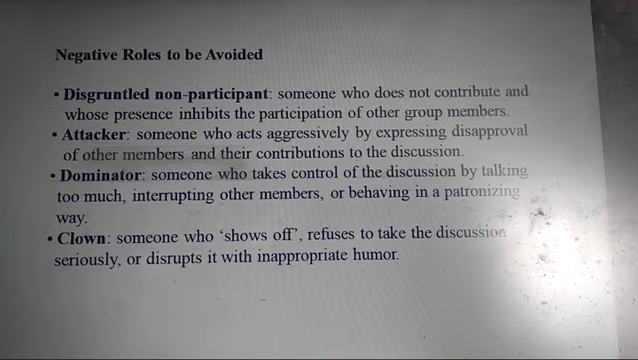 Negative Roles to be Avoided
• Disgruntled non-participant: someone who does not contribute and
whose presence inhibits the participation of other group members.
• Attacker: someone who acts aggressively by expressing disapproval
of other members and their contributions to the discussion.
• Dominator: someone who takes control of the discussion by talking
too much, interrupting other members, or behaving in a patronizing
way.
• Clown: someone who ‘shows off’, refuses to take the discussion
seriously, or disrupts it with inappropriate humor.